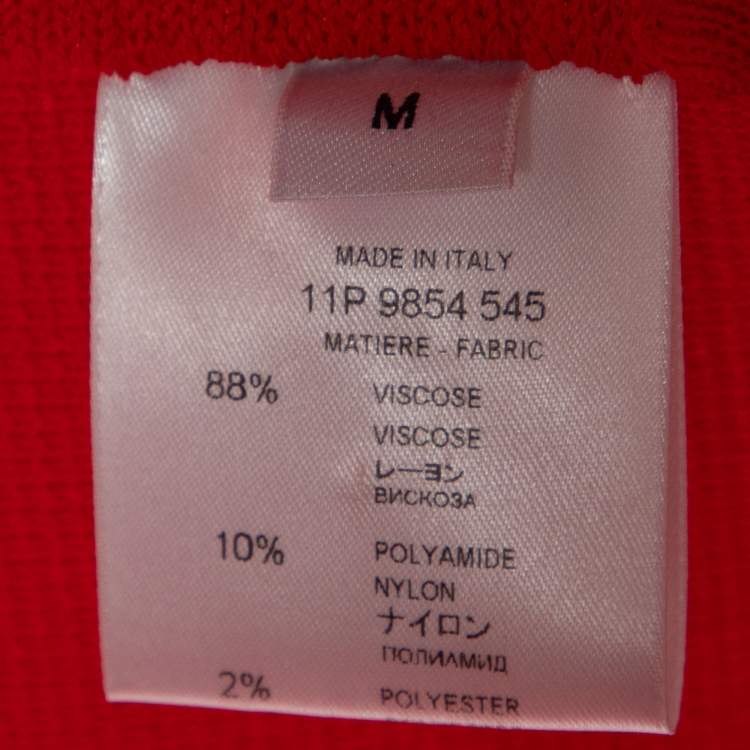 M
MADE IN ITALY
11P 9854 545
MATIERE - FABRIC
88% VISCOSE
VISCOSE
レーヨン
ВИСКОЗА
10% POLYAMIDE
NYLON
ナイロン
ПОЛИАМИД
2% POLYESTER